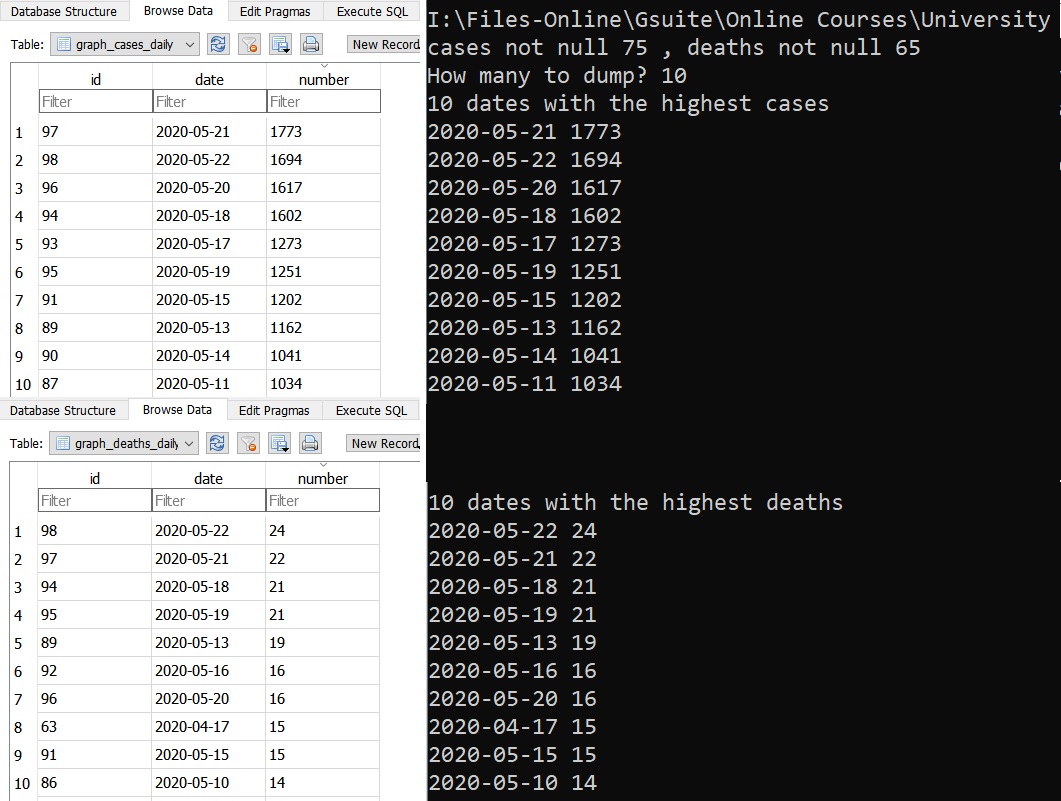 Database Structure Browse Data Edit Pragmas Execute SQL
Table: graph_cases_daily New Record
id date number
Filter Filter Filter
1 97 2020-05-21 1773
2 98 2020-05-22 1694
3 96 2020-05-20 1617
4 94 2020-05-18 1602
5 93 2020-05-17 1273
6 95 2020-05-19 1251
7 91 2020-05-15 1202
8 89 2020-05-13 1162
9 90 2020-05-14 1041
10 87 2020-05-11 1034
Database Structure Browse Data Edit Pragmas Execute SQL
Table: graph_deaths_daily New Record
id date number
Filter Filter Filter
1 98 2020-05-22 24
2 97 2020-05-21 22
3 94 2020-05-18 21
4 95 2020-05-19 21
5 89 2020-05-13 19
6 92 2020-05-16 16
7 96 2020-05-20 16
8 63 2020-04-17 15
9 91 2020-05-15 15
10 86 2020-05-10 14
I:\Files-Online\Gsuite\Online Courses\University
cases not null 75 , deaths not null 65
How many to dump? 10
10 dates with the highest cases
2020-05-21 1773
2020-05-22 1694
2020-05-20 1617
2020-05-18 1602
2020-05-17 1273
2020-05-19 1251
2020-05-15 1202
2020-05-13 1162
2020-05-14 1041
2020-05-11 1034
10 dates with the highest deaths
2020-05-22 24
2020-05-21 22
2020-05-18 21
2020-05-19 21
2020-05-13 19
2020-05-16 16
2020-05-20 16
2020-04-17 15
2020-05-15 15
2020-05-10 14